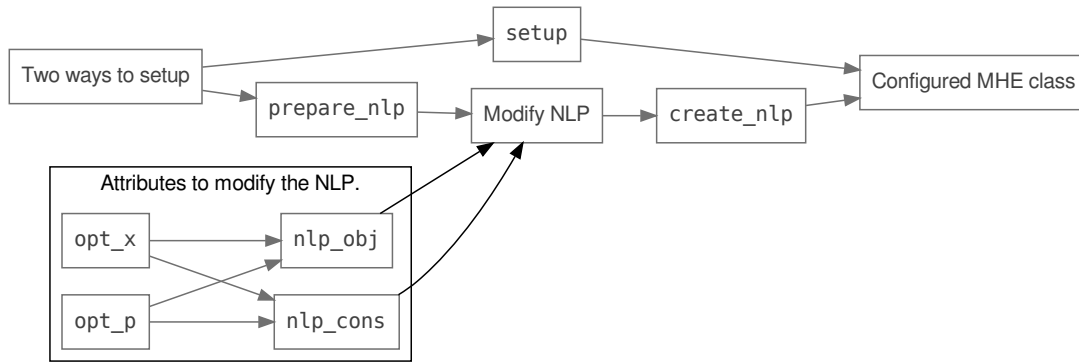 setup
Two ways to setup
Configured MHE class
prepare_nlp
Modify NLP
create_nlp
Attributes to modify the NLP.
opt_x
nlp_obj
opt_p
nlp_cons